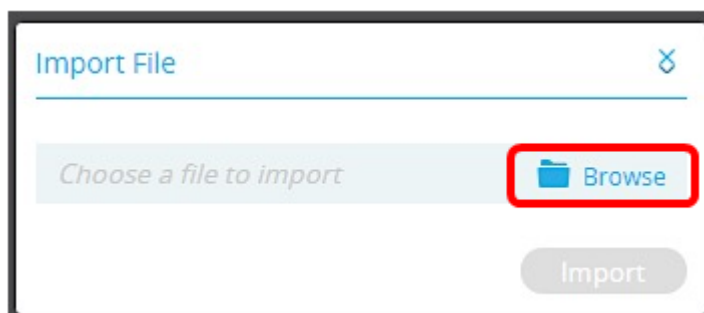 Import File
Choose a file to import
Browse
Import